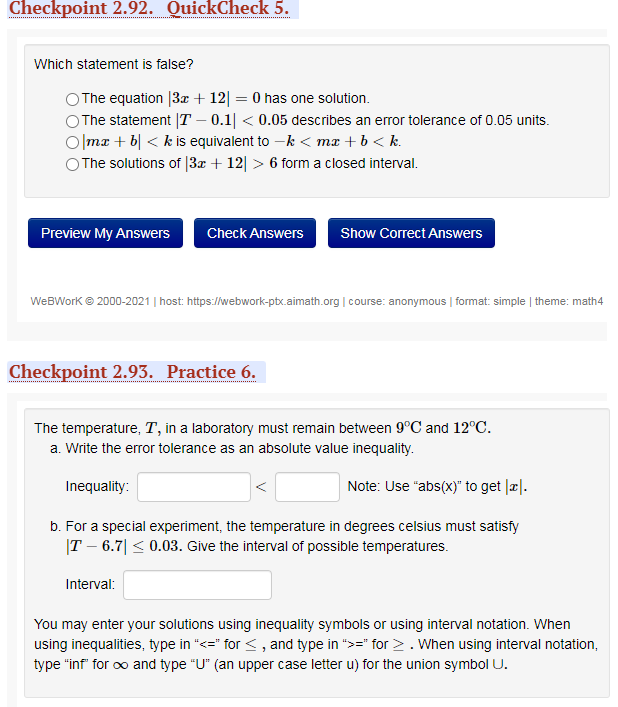 Checkpoint 2.92. QuickCheck 5.
Which statement is false?
The equation |3x + 12| = 0 has one solution.
The statement |T − 0.1| < 0.05 describes an error tolerance of 0.05 units.
|mx + b| < k is equivalent to −k < mx + b < k.
The solutions of |3x + 12| > 6 form a closed interval.
Preview My Answers Check Answers Show Correct Answers
WeBWorK © 2000-2021 | host: https://webwork-ptx.aimath.org | course: anonymous | format: simple | theme: math4
Checkpoint 2.93. Practice 6.
The temperature, T, in a laboratory must remain between 9°C and 12°C.
a. Write the error tolerance as an absolute value inequality.
Inequality: < Note: Use “abs(x)” to get |x|.
b. For a special experiment, the temperature in degrees celsius must satisfy
|T − 6.7| ≤ 0.03. Give the interval of possible temperatures.
Interval:
You may enter your solutions using inequality symbols or using interval notation. When
using inequalities, type in “<=” for ≤ , and type in “>=” for ≥ . When using interval notation,
type “inf” for ∞ and type “U” (an upper case letter u) for the union symbol ∪.